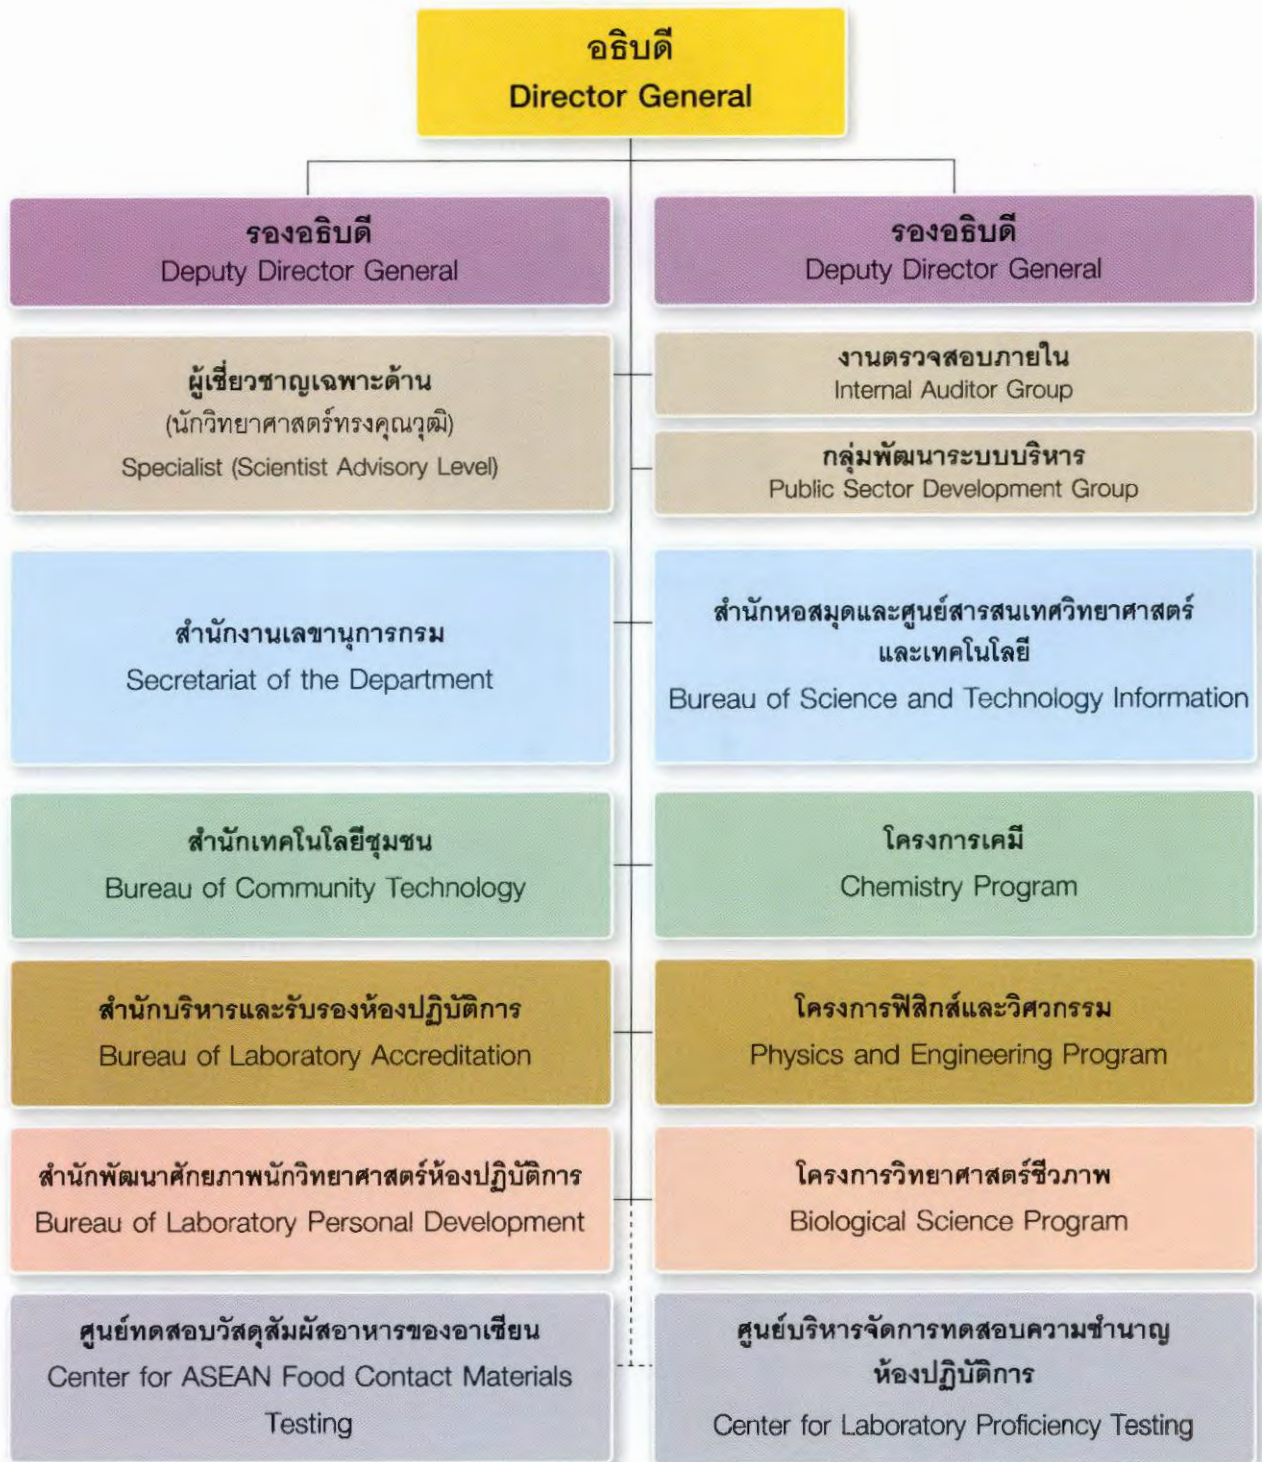 อธิบดี
Director General
รองอธิบดี
Deputy Director General
รองอธิบดี
Deputy Director General
ผู้เชี่ยวชาญเฉพาะด้าน
(นักวิทยาศาสตร์ทรงคุณวุฒิ)
Specialist (Scientist Advisory Level)
งานตรวจสอบภายใน
Internal Auditor Group
กลุ่มพัฒนาระบบบริหาร
Public Sector Development Group
สำนักงานเลขานุการกรม
Secretariat of the Department
สำนักหอสมุดและศูนย์สารสนเทศวิทยาศาสตร์
และเทคโนโลยี
Bureau of Science and Technology Information
สำนักเทคโนโลยีชุมชน
Bureau of Community Technology
โครงการเคมี
Chemistry Program
สำนักบริหารและรับรองห้องปฏิบัติการ
Bureau of Laboratory Accreditation
โครงการฟิสิกส์และวิศวกรรม
Physics and Engineering Program
สำนักพัฒนาศักยภาพนักวิทยาศาสตร์ห้องปฏิบัติการ
Bureau of Laboratory Personal Development
โครงการวิทยาศาสตร์ชีวภาพ
Biological Science Program
ศูนย์ทดสอบวัสดุสัมผัสอาหารของอาเซียน
Center for ASEAN Food Contact Materials
Testing
ศูนย์บริหารจัดการทดสอบความชำนาญ
ห้องปฏิบัติการ
Center for Laboratory Proficiency Testing